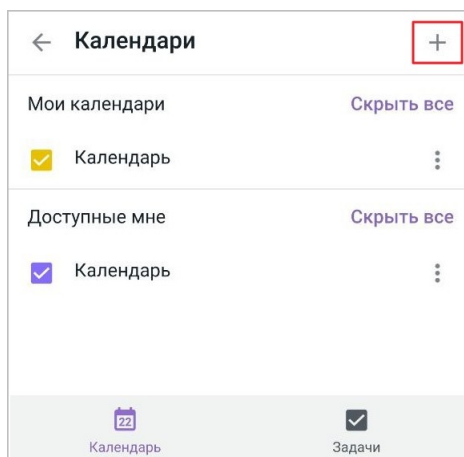 Календари
Мои календари Скрыть все
Календарь
Доступные мне Скрыть все
Календарь
22
Календарь Задачи